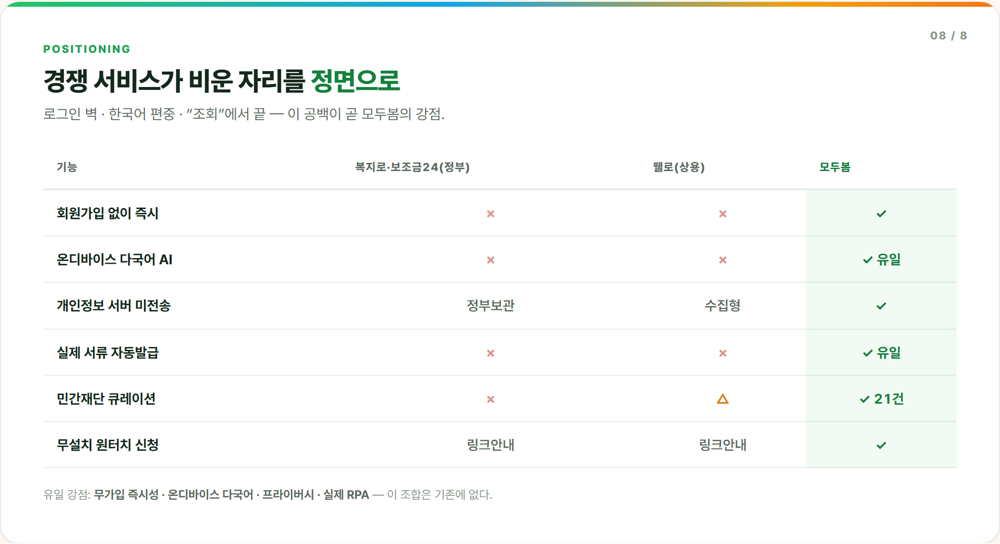 08 / 8
POSITIONING
경쟁 서비스가 비운 자리를 정면으로
로그인 벽 · 한국어 편중 · “조회”에서 끝 — 이 공백이 곧 모두봄의 강점.
기능 복지로·보조금24(정부) 웰로(상용) 모두봄
회원가입 없이 즉시 × × ✓
온디바이스 다국어 AI × × ✓ 유일
개인정보 서버 미전송 정부보관 수집형 ✓
실제 서류 자동발급 × × ✓ 유일
민간재단 큐레이션 × △ ✓ 21건
무설치 원터치 신청 링크안내 링크안내 ✓
유일 강점: 무가입 즉시성 · 온디바이스 다국어 · 프라이버시 · 실제 RPA — 이 조합은 기존에 없다.